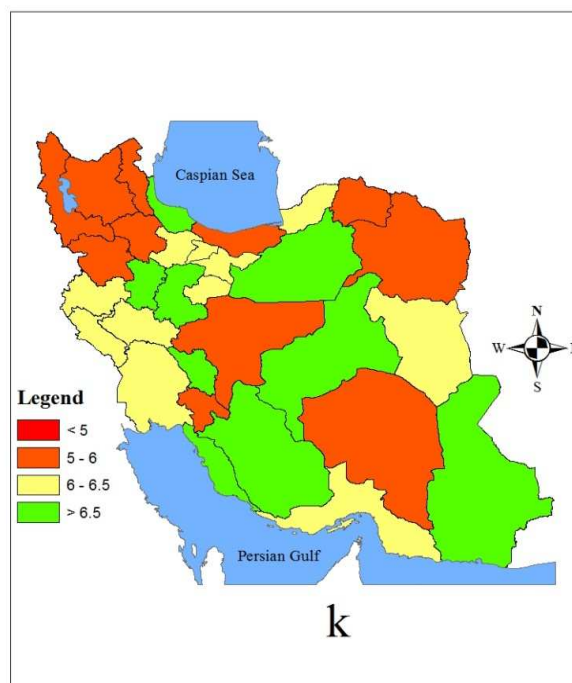 Caspian Sea
N
W
E
S
Legend
< 5
5 - 6
6 - 6.5
> 6.5
Persian Gulf
k